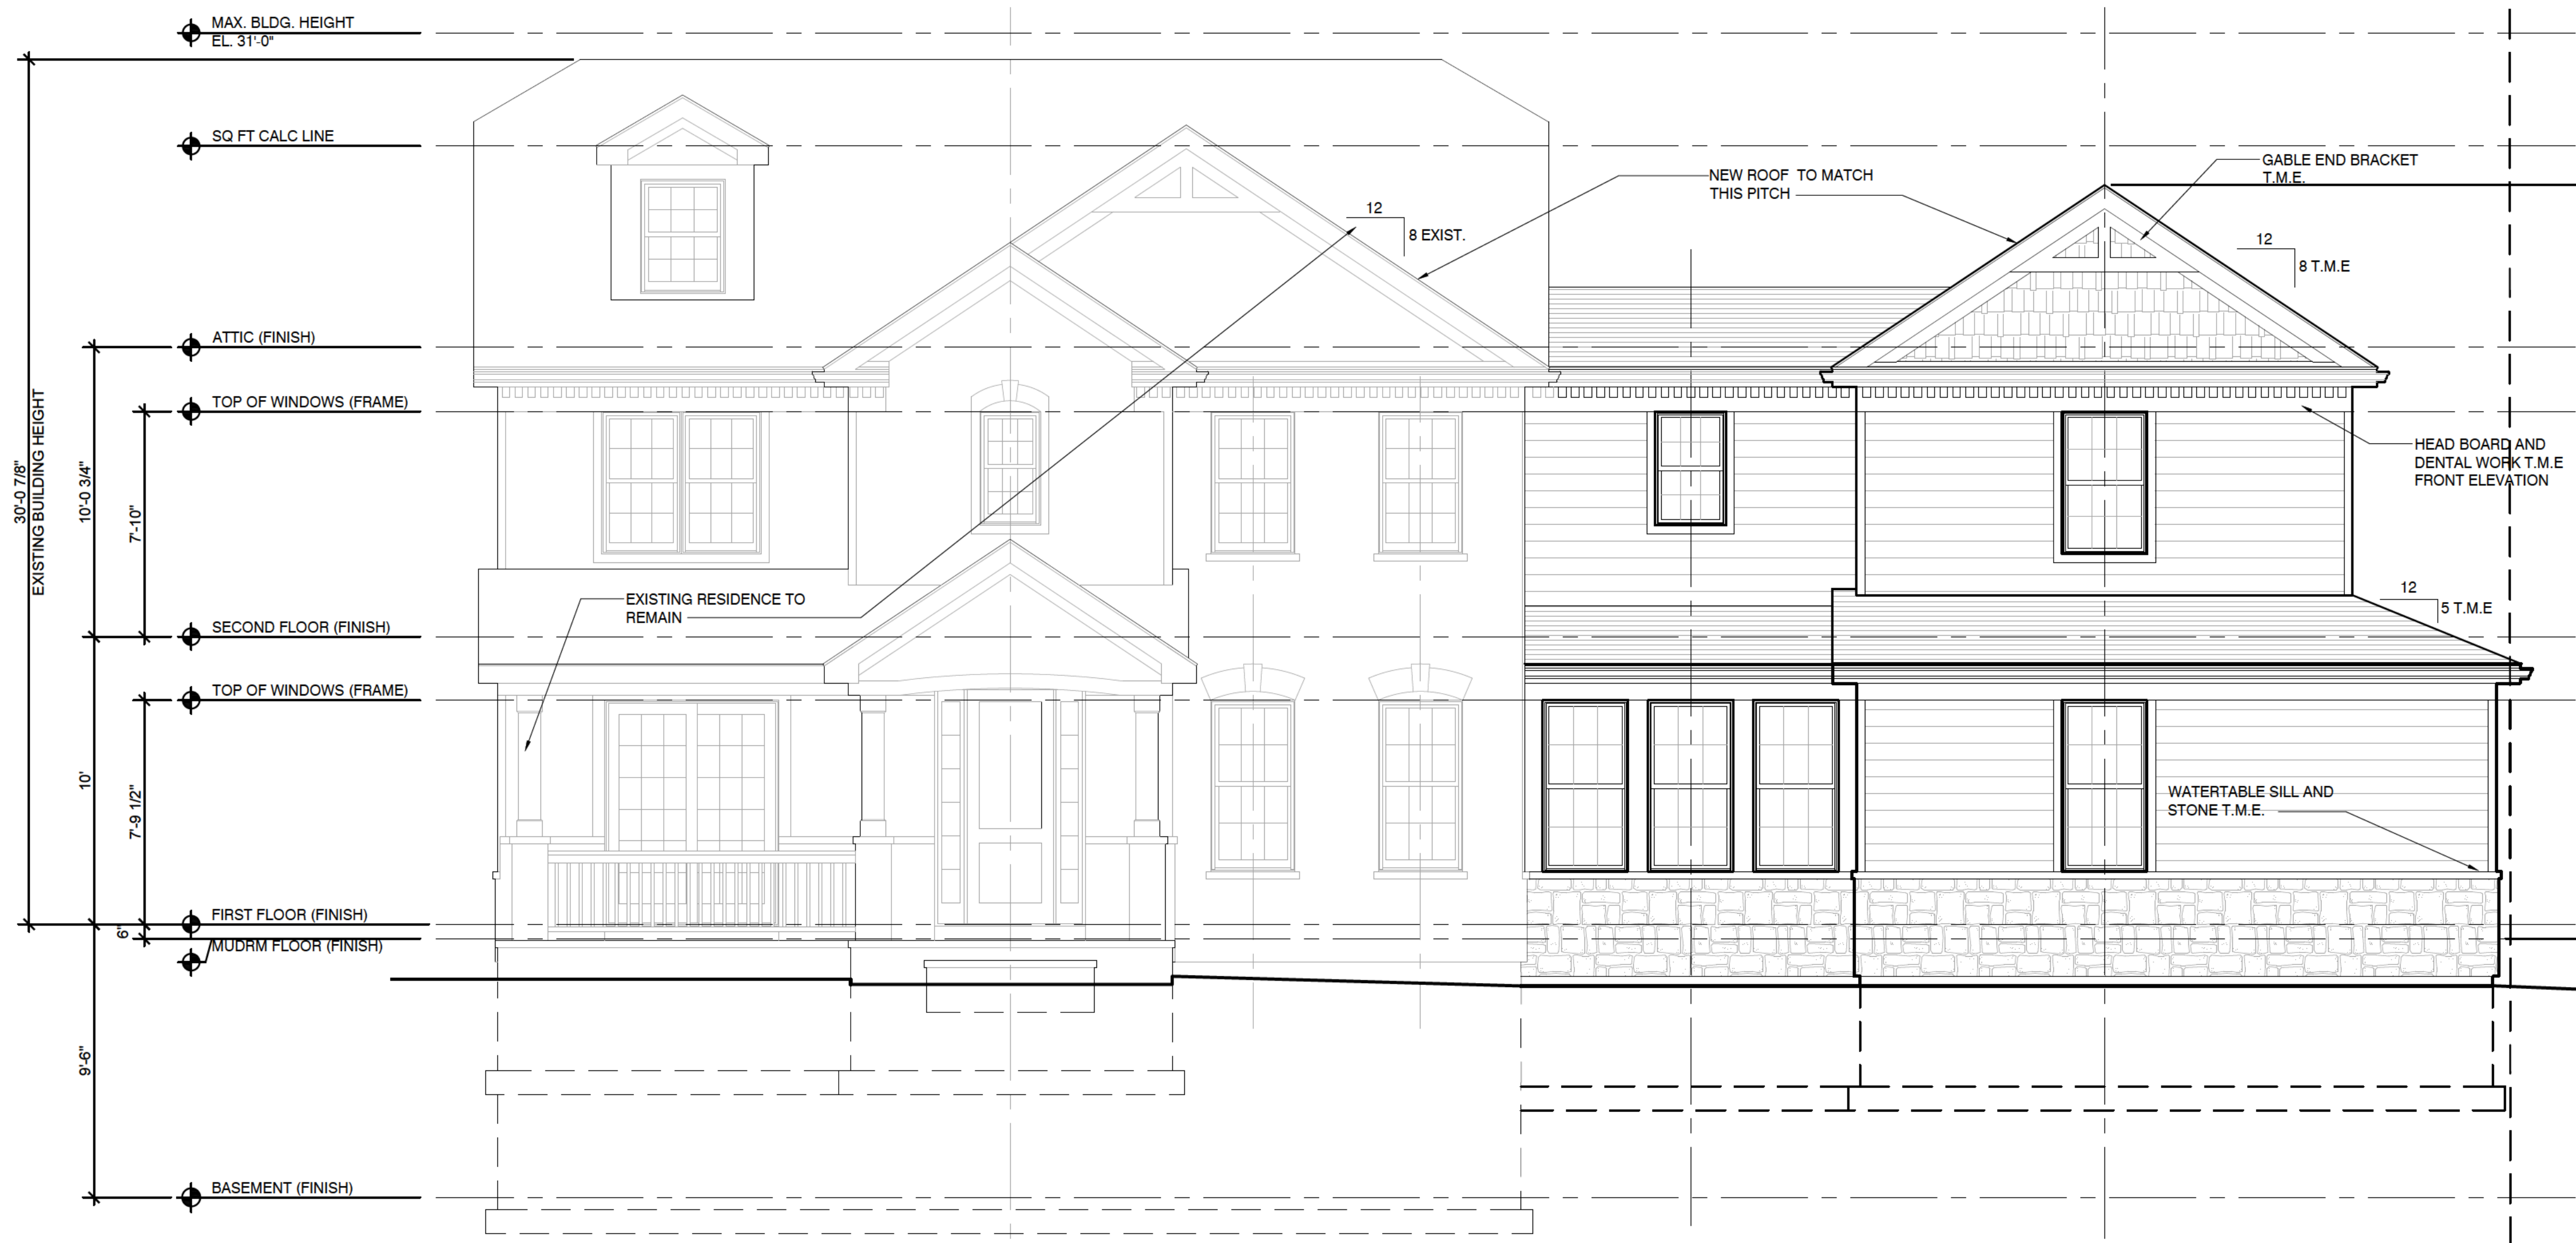 MAX. BLDG. HEIGHT
EL. 31'-0"
SQ FT CALC LINE
NEW ROOF TO MATCH
THIS PITCH
GABLE END BRACKET
T.M.E.
12
8 EXIST.
12
8 T.M.E
ATTIC (FINISH)
TOP OF WINDOWS (FRAME)
HEAD BOARD AND
DENTAL WORK T.M.E
FRONT ELEVATION
30'-0 7/8"
EXISTING BUILDING HEIGHT
10'-0 3/4"
7'-10"
12
5 T.M.E
EXISTING RESIDENCE TO
REMAIN
SECOND FLOOR (FINISH)
TOP OF WINDOWS (FRAME)
10'
7'-9 1/2"
WATERTABLE SILL AND
STONE T.M.E.
FIRST FLOOR (FINISH)
6"
MUDRM FLOOR (FINISH)
9'-6"
BASEMENT (FINISH)